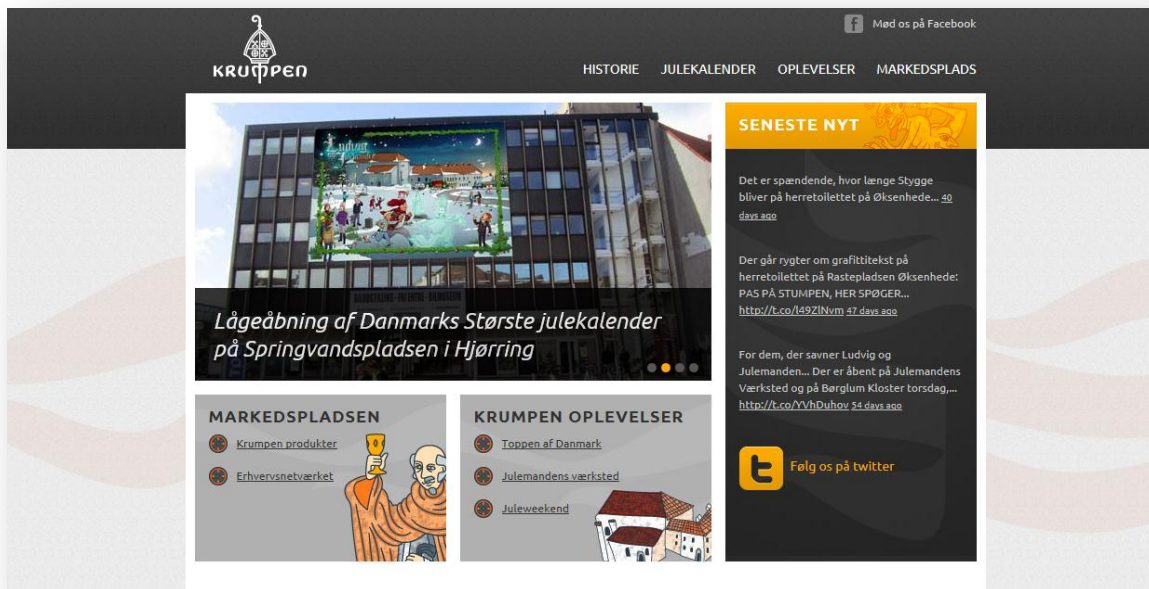 Mød os på Facebook
KRUMPEN
HISTORIE JULEKALENDER OPLEVELSER MARKEDSPLADS
Ludvig
Julemanden
Lågeåbning af Danmarks Største julekalender
på Springvandspladsen i Hjørring
SENESTE NYT
Det er spændende, hvor længe Stygge
bliver på herretoilettet på Øksenhede... 40
days ago
Der går rygter om grafittitekst på
herretoilettet på Rastepladsen Øksenhede:
PAS PÅ STUMPEN, HER SPØGER...
http://t.co/l49ZlNvm 47 days ago
For dem, der savner Ludvig og
Julemanden... Der er åbent på Julemandens
Værksted og på Børglum Kloster torsdag,...
http://t.co/YVhDuhov 54 days ago
Følg os på twitter
MARKEDSPLADSEN
Krumpen produkter
Erhvervsnetværket
KRUMPEN OPLEVELSER
Toppen af Danmark
Julemandens værksted
Juleweekend